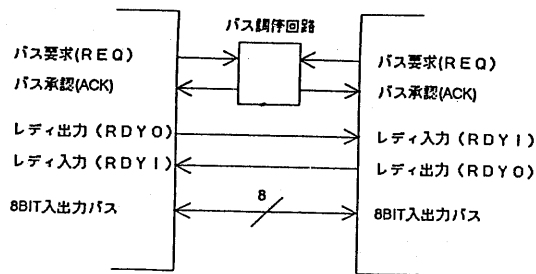 バス調停回路
バス要求(REQ)
バス承認(ACK)
レディ出力(RDYO)
レディ入力(RDYI)
8BIT入出力バス
8
バス要求(REQ)
バス承認(ACK)
レディ入力(RDYI)
レディ出力(RDYO)
8BIT入出力バス